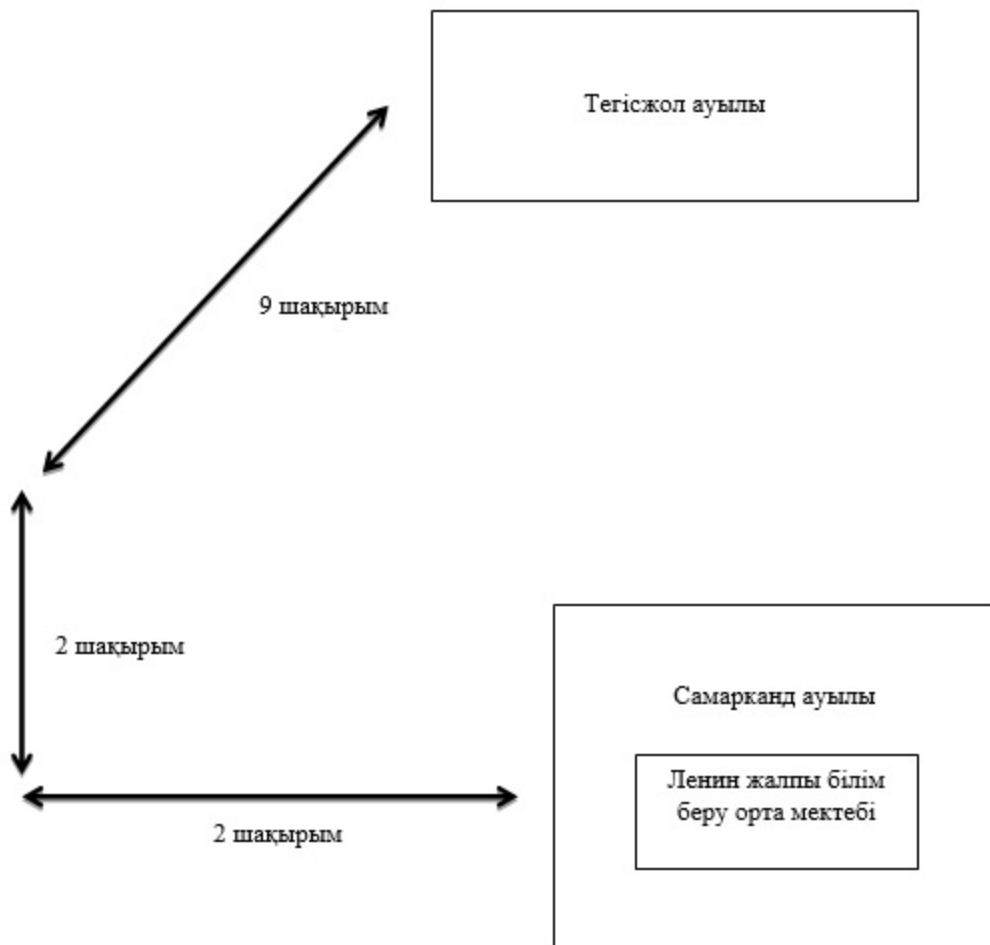 Тегісжол ауылы
9 шақырым
2 шақырым
Самарканд ауылы
Ленин жалпы білім
беру орта мектебі
2 шақырым